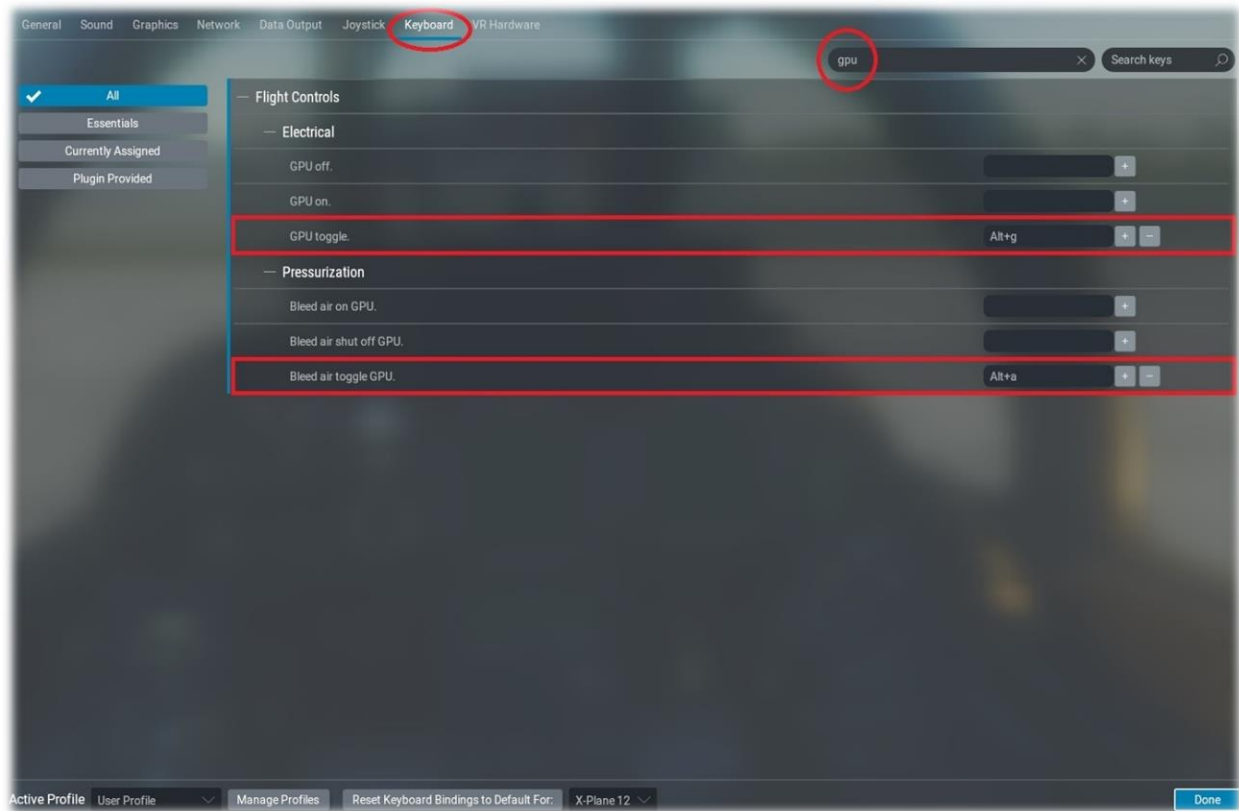 General Sound Graphics Network Data Output Joystick Keyboard VR Hardware
gpu Search keys
All
Essentials
Currently Assigned
Plugin Provided
Flight Controls
Electrical
GPU off.
GPU on.
GPU toggle. Alt+g
Pressurization
Bleed air on GPU.
Bleed air shut off GPU.
Bleed air toggle GPU. Alt+a
Active Profile User Profile Manage Profiles Reset Keyboard Bindings to Default For: X-Plane 12 Done